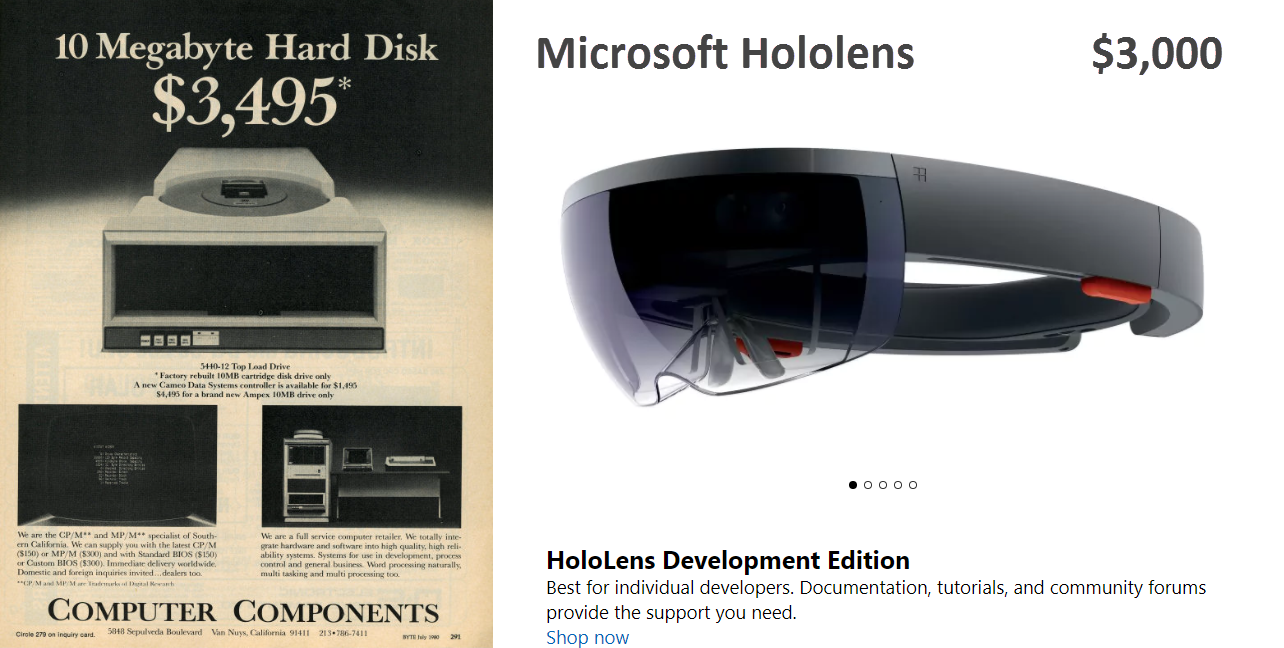 10 Megabyte Hard Disk
$3,495*
5440-12 Top Load Drive
* Factory rebuilt 10MB cartridge disk drive only
A new Cameo Data Systems controller is available for $1,495
$4,495 for a brand new Ampex 10MB drive only
We are the CP/M** and MP/M** specialist of South-
ern California. We can supply you with the latest CP/M
($150) or MP/M ($300) and with Standard BIOS ($150)
or Custom BIOS ($300). Immediate delivery worldwide.
Domestic and foreign inquiries invited...dealers too.
**CP/M and MP/M are Trademarks of Digital Research
We are a full service computer retailer. We totally inte-
grate hardware and software into high quality, high reli-
ability systems. Systems for use in development, process
control and general business. Word processing naturally,
multi tasking and multi processing too.
COMPUTER COMPONENTS
Circle 279 on inquiry card.
5848 Sepulveda Boulevard Van Nuys, California 91411 213•786-7411
BYTE July 1980 291
Microsoft Hololens $3,000
HoloLens Development Edition
Best for individual developers. Documentation, tutorials, and community forums
provide the support you need.
Shop now